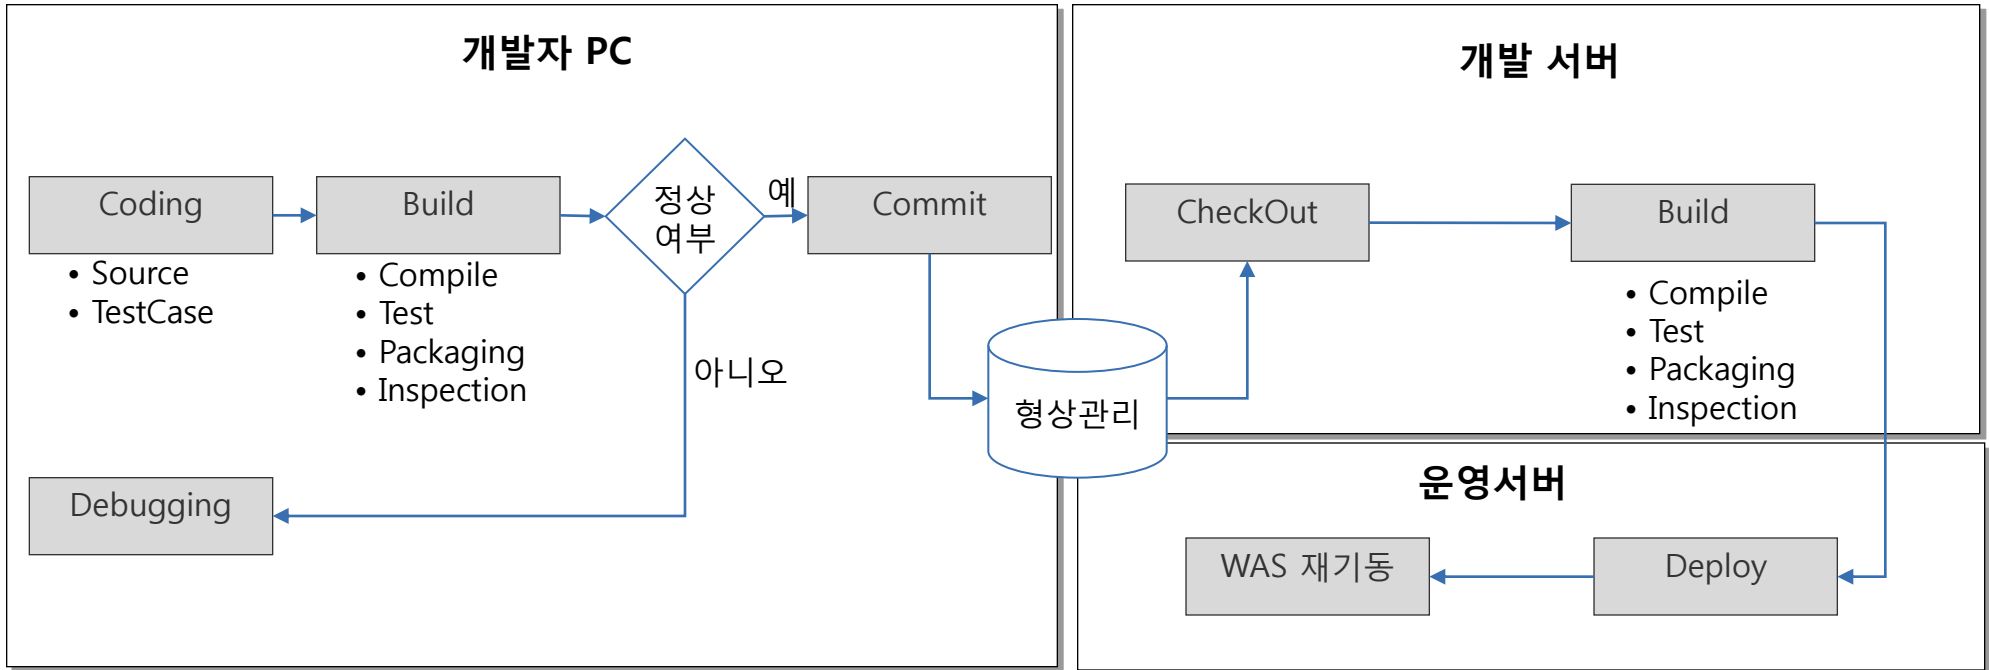 개발자 PC
Coding
• Source
• TestCase
Build
• Compile
• Test
• Packaging
• Inspection
정상
여부
예
아니오
Commit
Debugging
형상관리
개발 서버
CheckOut
Build
• Compile
• Test
• Packaging
• Inspection
운영서버
WAS 재기동
Deploy